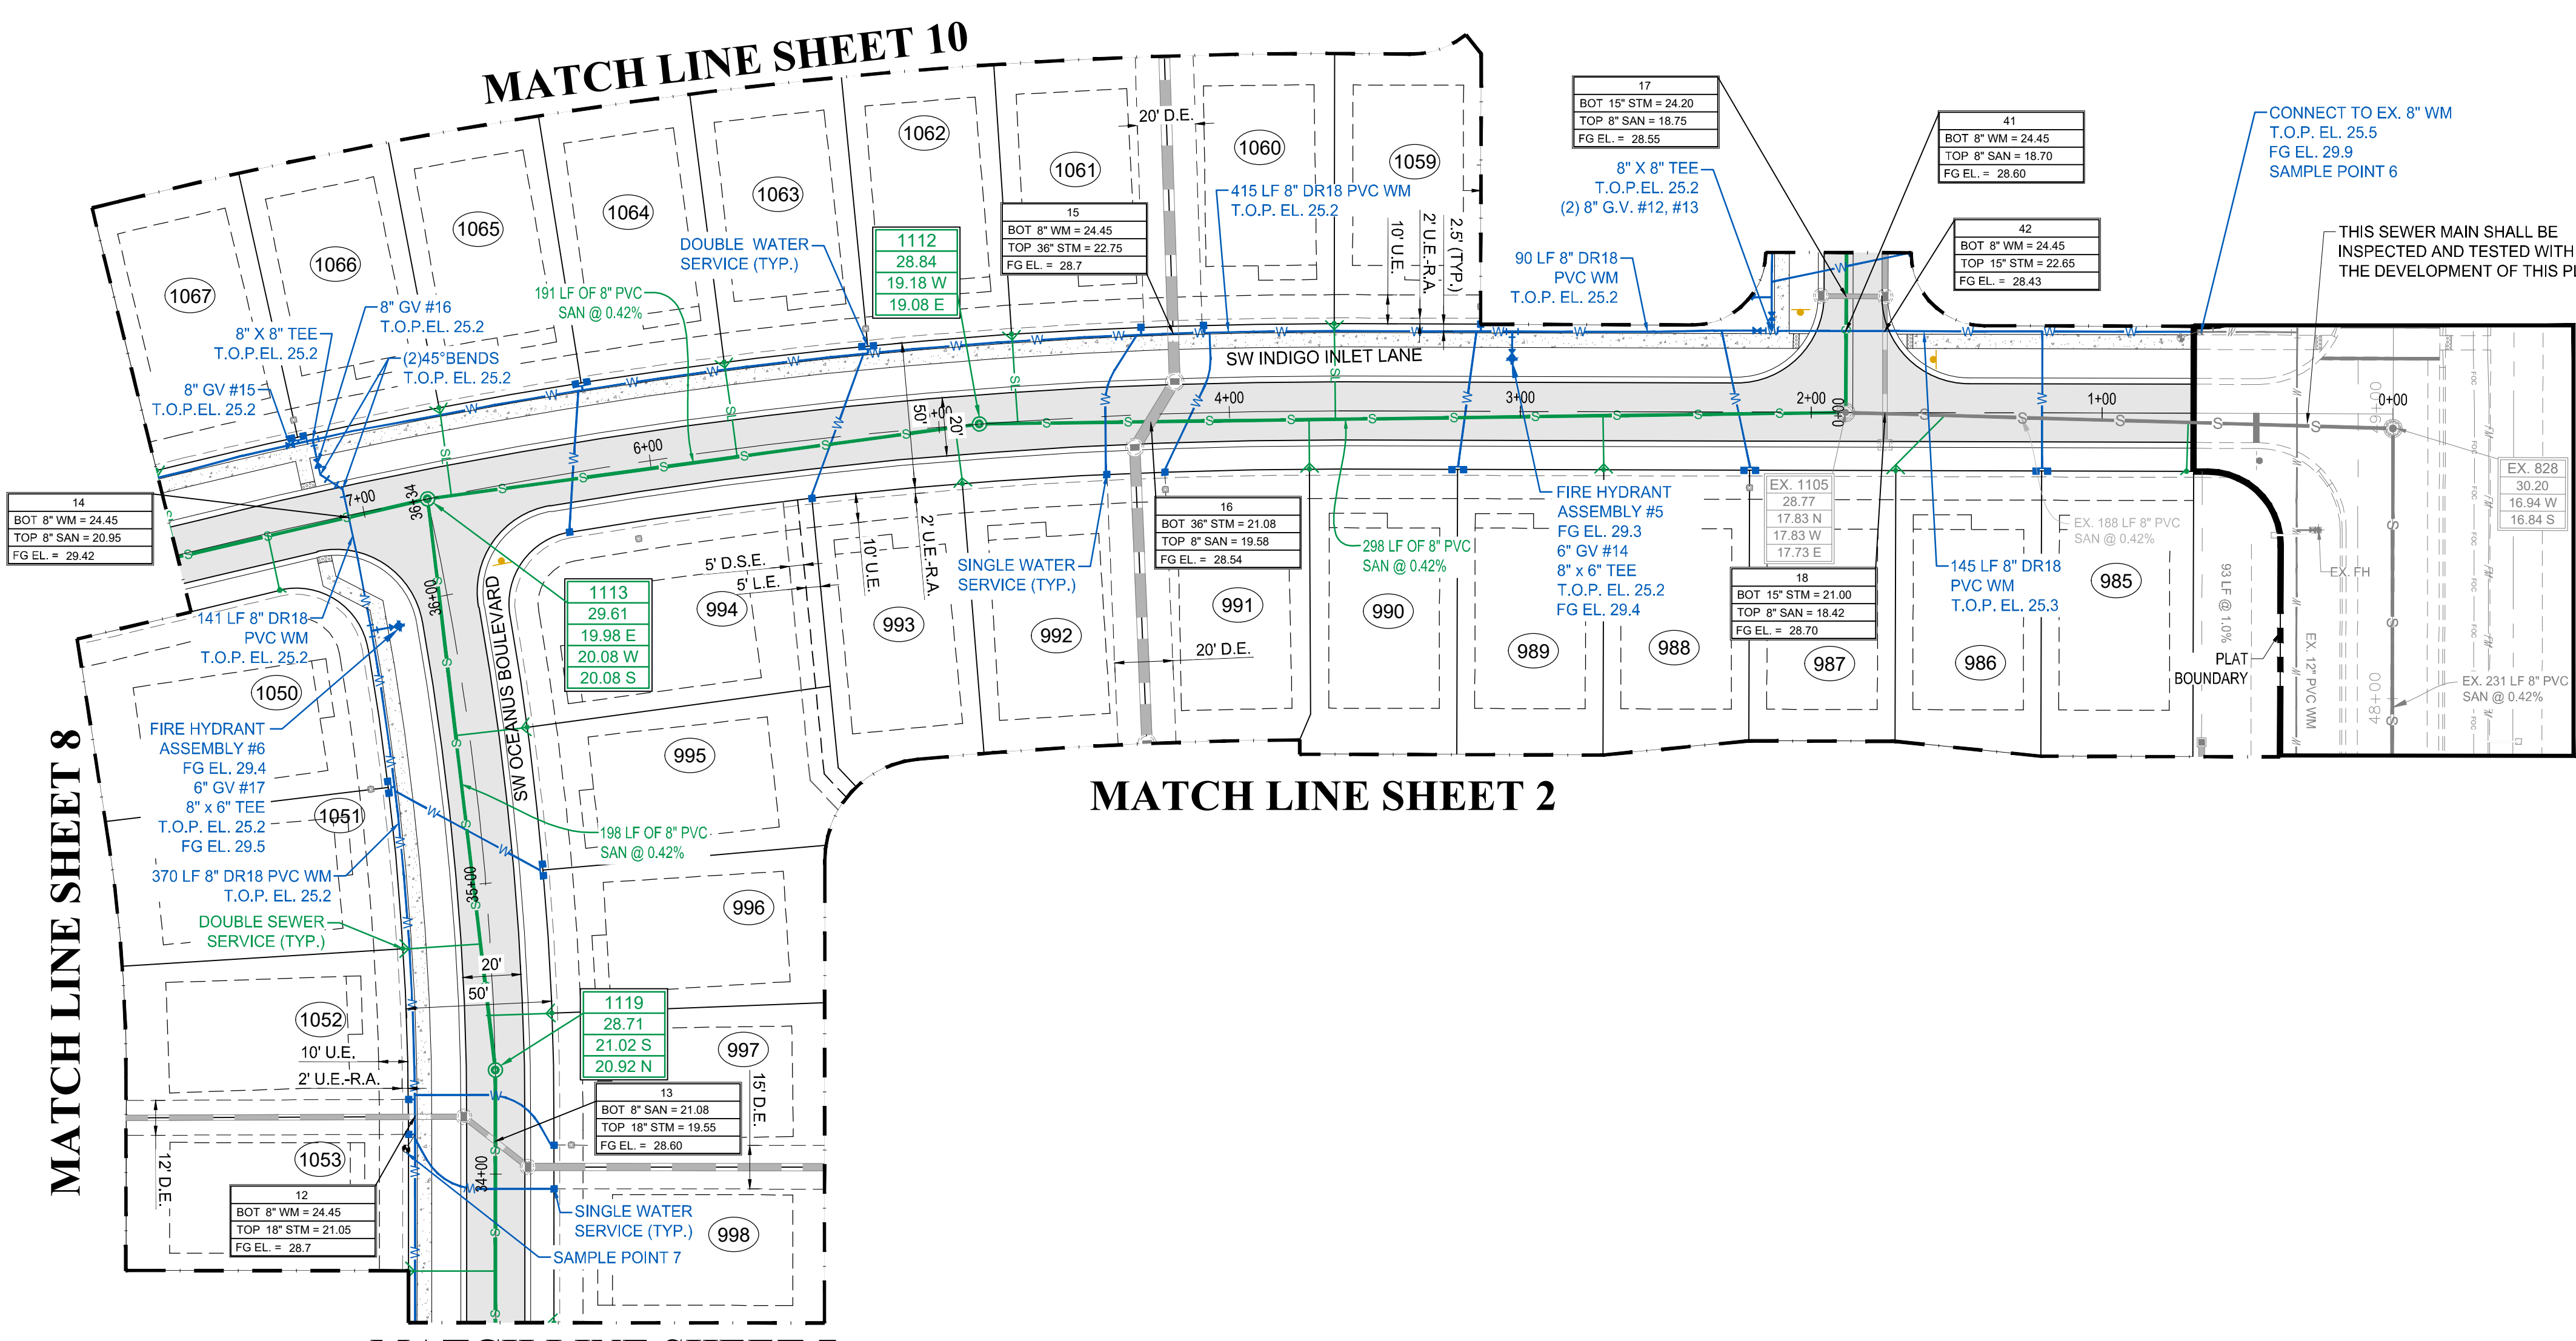 MATCH LINE SHEET 10
1067
1066
1065
1064
1063
1062
1061
1060
1059
20' D.E.
17
BOT 15" STM = 24.20
TOP 8" SAN = 18.75
FG EL. = 28.55
41
BOT 8" WM = 24.45
TOP 8" SAN = 18.70
FG EL. = 28.60
CONNECT TO EX. 8" WM
T.O.P. EL. 25.5
FG EL. 29.9
SAMPLE POINT 6
8" X 8" TEE
T.O.P.EL. 25.2
(2) 8" G.V. #12, #13
415 LF 8" DR18 PVC WM
T.O.P. EL. 25.2
15
BOT 8" WM = 24.45
TOP 36" STM = 22.75
FG EL. = 28.7
42
BOT 8" WM = 24.45
TOP 15" STM = 22.65
FG EL. = 28.43
THIS SEWER MAIN SHALL BE
INSPECTED AND TESTED WITH
THE DEVELOPMENT OF THIS
10' U.E.
2' U.E.-R.A.
2.5' (TYP.)
DOUBLE WATER
SERVICE (TYP.)
1112
28.84
19.18 W
19.08 E
191 LF OF 8" PVC
SAN @ 0.42%
90 LF 8" DR18
PVC WM
T.O.P. EL. 25.2
8" GV #16
T.O.P.EL. 25.2
8" X 8" TEE
T.O.P.EL. 25.2
(2)45°BENDS
T.O.P. EL. 25.2
8" GV #15
T.O.P.EL. 25.2
SW INDIGO INLET LANE
50'
20'
7+00
6+00
4+00
3+00
2+00
1+00
0+00
0+00
49+00
36+34
14
BOT 8" WM = 24.45
TOP 8" SAN = 20.95
FG EL. = 29.42
EX. 828
30.20
16.94 W
16.84 S
EX. 1105
28.77
17.83 N
17.83 W
17.73 E
FIRE HYDRANT
ASSEMBLY #5
FG EL. 29.3
6" GV #14
8" x 6" TEE
T.O.P. EL. 25.2
FG EL. 29.4
16
BOT 36" STM = 21.08
TOP 8" SAN = 19.58
FG EL. = 28.54
298 LF OF 8" PVC
SAN @ 0.42%
EX. 188 LF 8" PVC
SAN @ 0.42%
18
BOT 15" STM = 21.00
TOP 8" SAN = 18.42
FG EL. = 28.70
145 LF 8" DR18
PVC WM
T.O.P. EL. 25.3
EX. FH
93 LF @ 1.0%
EX. 12" PVC WM
PLAT
BOUNDARY
48+00
EX. 231 LF 8" PVC
SAN @ 0.42%
FOC
FOC
FOC
5' D.S.E.
5' L.E.
10' U.E.
2' U.E.-R.A.
SINGLE WATER
SERVICE (TYP.)
20' D.E.
994
993
992
991
990
989
988
987
986
985
1113
29.61
19.98 E
20.08 W
20.08 S
36+00
SW OCEANUS BOULEVARD
141 LF 8" DR18
PVC WM
T.O.P. EL. 25.2
1050
995
MATCH LINE SHEET 2
MATCH LINE SHEET 8
FIRE HYDRANT
ASSEMBLY #6
FG EL. 29.4
6" GV #17
8" x 6" TEE
T.O.P. EL. 25.2
FG EL. 29.5
1051
198 LF OF 8" PVC
SAN @ 0.42%
370 LF 8" DR18 PVC WM
T.O.P. EL. 25.2
35+00
DOUBLE SEWER
SERVICE (TYP.)
996
20'
50'
1119
28.71
21.02 S
20.92 N
1052
10' U.E.
2' U.E.-R.A.
997
15' D.E.
13
BOT 8" SAN = 21.08
TOP 18" STM = 19.55
FG EL. = 28.60
12' D.E.
1053
34+00
12
BOT 8" WM = 24.45
TOP 18" STM = 21.05
FG EL. = 28.7
SINGLE WATER
SERVICE (TYP.)
998
SAMPLE POINT 7